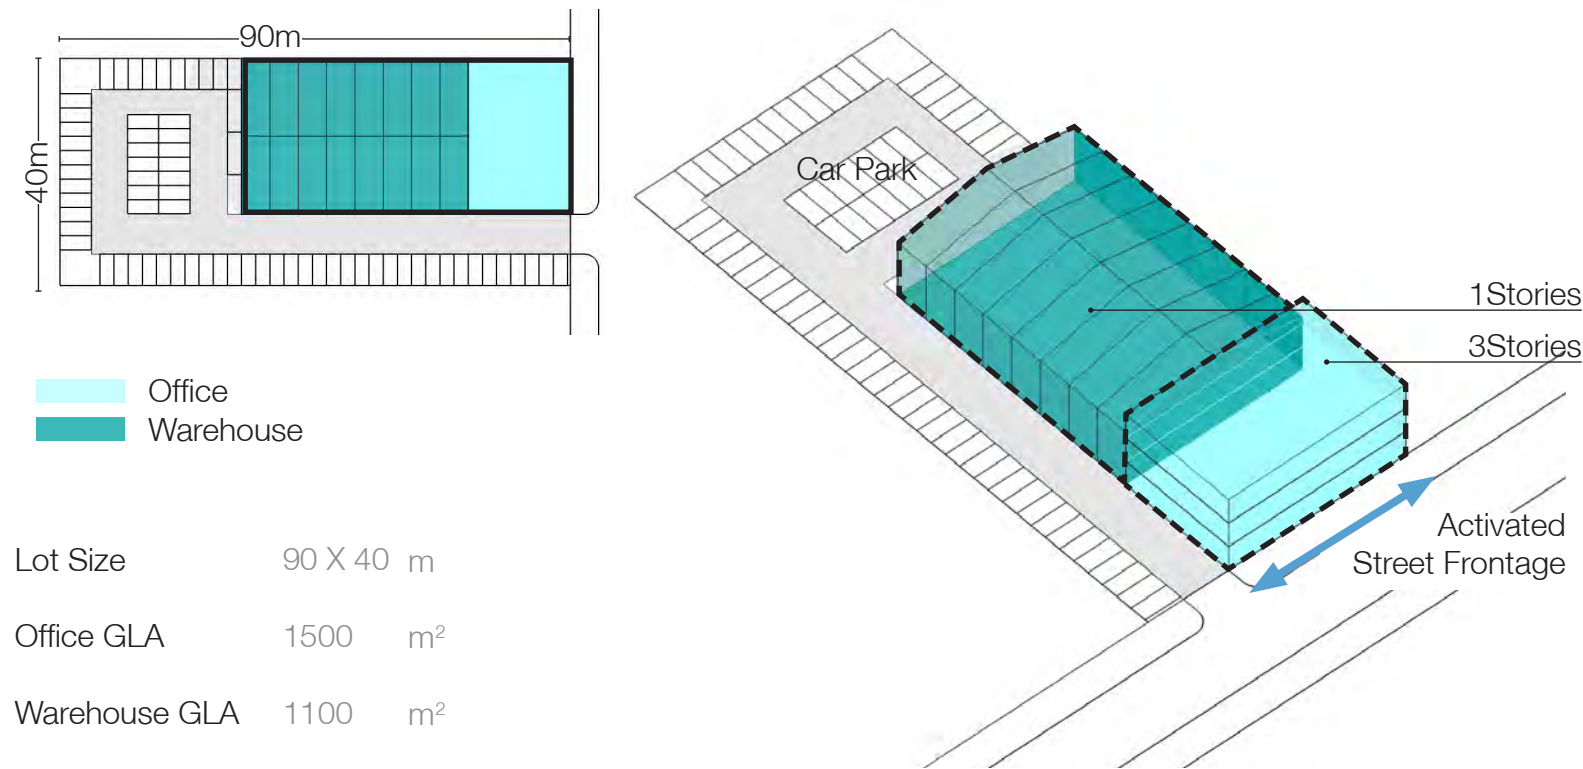 90m
40m
Office
Warehouse
Lot Size 90 X 40 m
Office GLA 1500 m²
Warehouse GLA 1100 m²
Car Park
1Stories
3Stories
Activated
Street Frontage